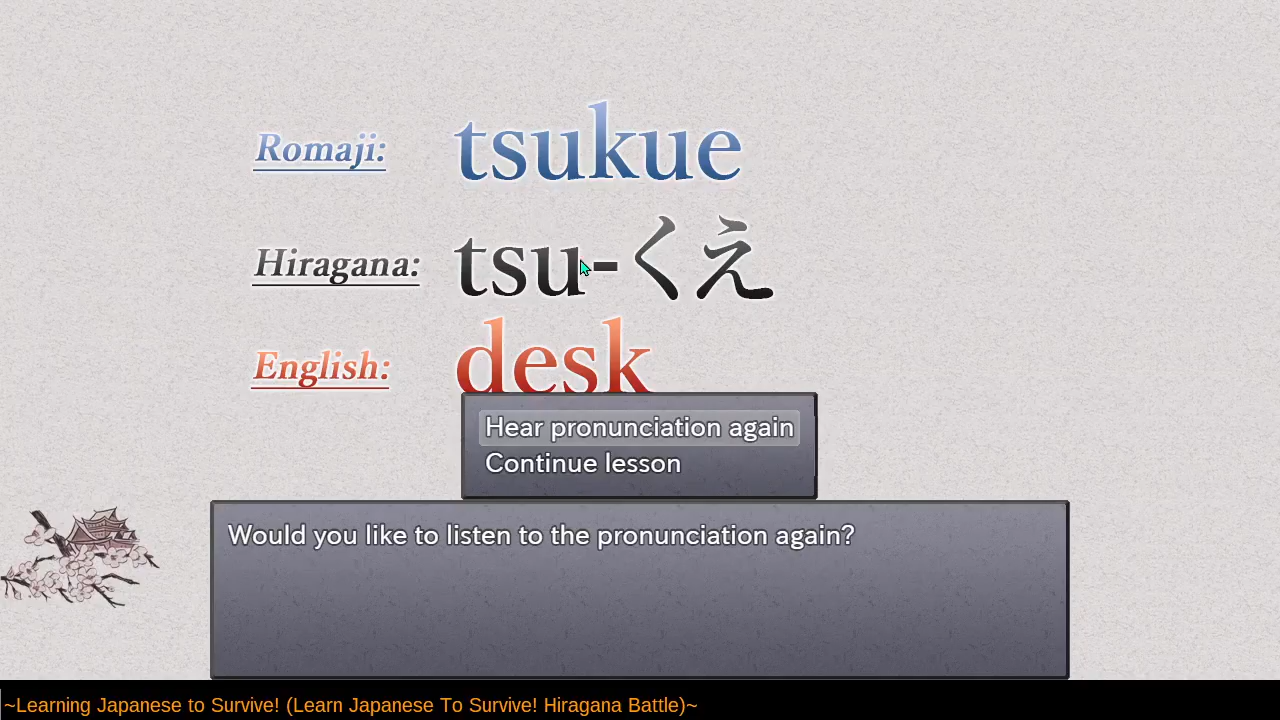 Romaji: tsukue
Hiragana: tsu-くえ
English: desk
Hear pronunciation again
Continue lesson
Would you like to listen to the pronunciation again?
~Learning Japanese to Survive! (Learn Japanese To Survive! Hiragana Battle)~